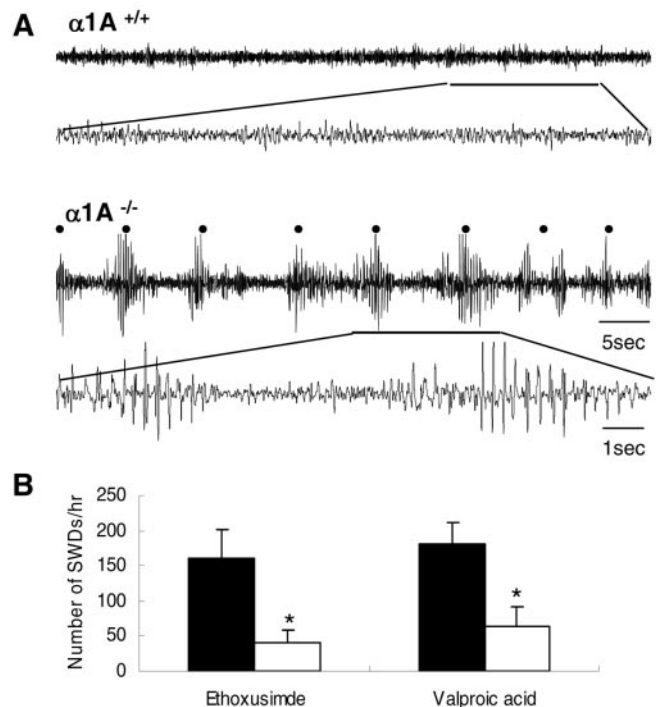 A
α1A +/+
α1A -/-
5sec
1sec
B
Number of SWDs/hr
250
200
150
100
50
0
*
*
Ethoxusimde
Valproic acid